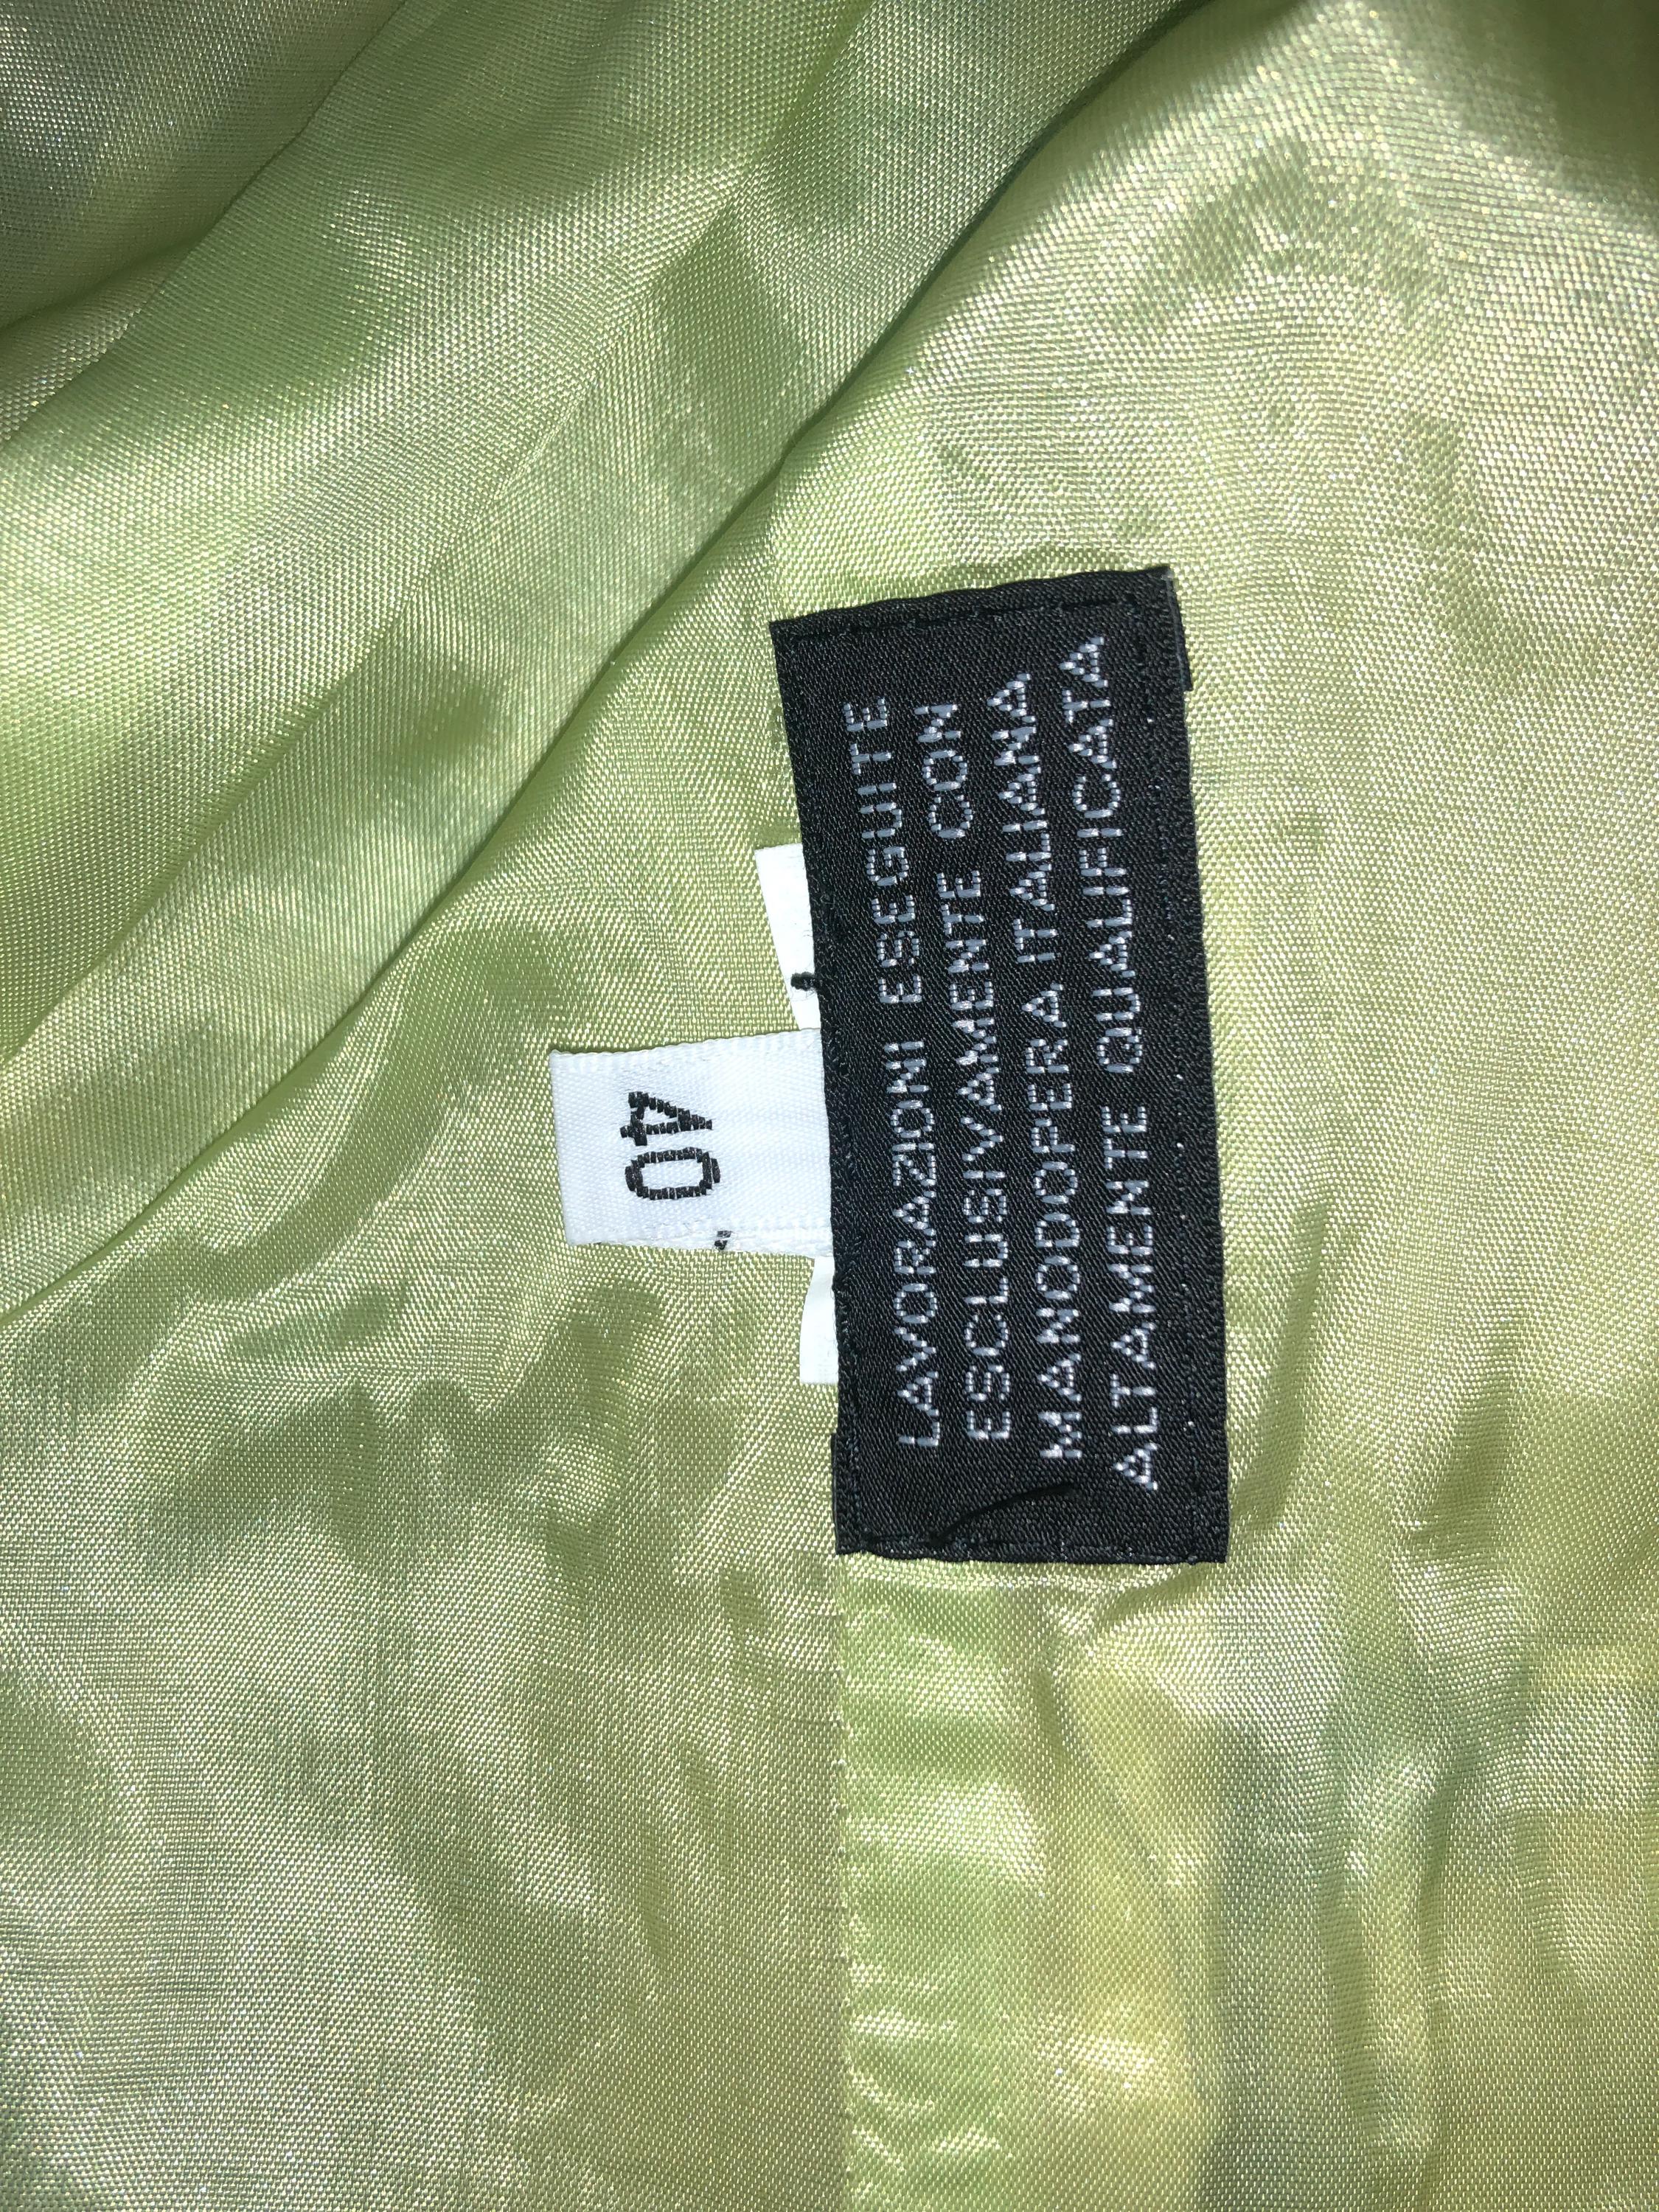 LAVORAZIONI ESEGUITE
ESCLUSIVAMENTE CON
MANODOPERA ITALIANA
ALTAMENTE QUALIFICATA
40